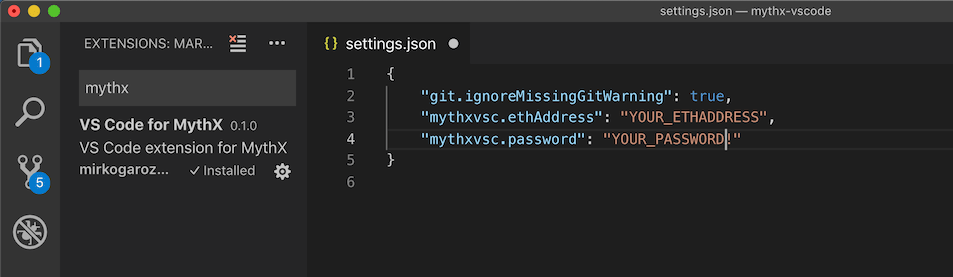 settings.json — mythx-vscode
EXTENSIONS: MAR...
{} settings.json
mythx
VS Code for MythX 0.1.0
VS Code extension for MythX
mirkogaroz... ✓ Installed
1 {
2 "git.ignoreMissingGitWarning": true,
3 "mythxvsc.ethAddress": "YOUR_ETHADDRESS",
4 "mythxvsc.password": "YOUR_PASSWORD!"
5 }
6
1
5